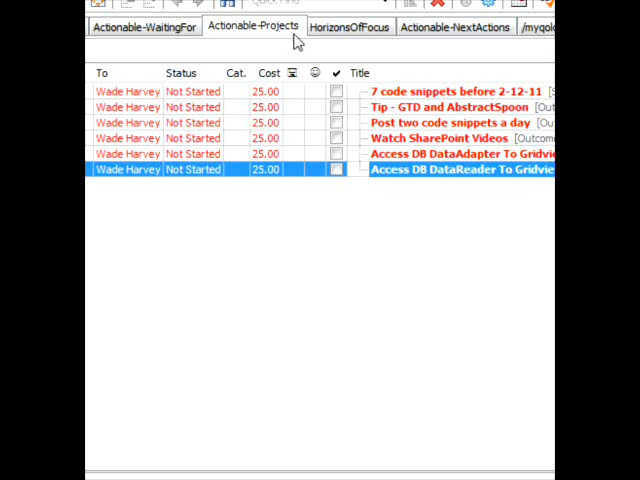 Quick Find
Actionable-WaitingFor Actionable-Projects HorizonsOfFocus Actionable-NextActions
To Status Cat. Cost Title
Wade Harvey Not Started 25.00 7 code snippets before 2-12-11
Wade Harvey Not Started 25.00 Tip - GTD and AbstractSpoon [Out
Wade Harvey Not Started 25.00 Post two code snippets a day [Ou
Wade Harvey Not Started 25.00 Watch SharePoint Videos [Outcome
Wade Harvey Not Started 25.00 Access DB DataAdapter To Gridvie
Wade Harvey Not Started 25.00 Access DB DataReader To Gridvie